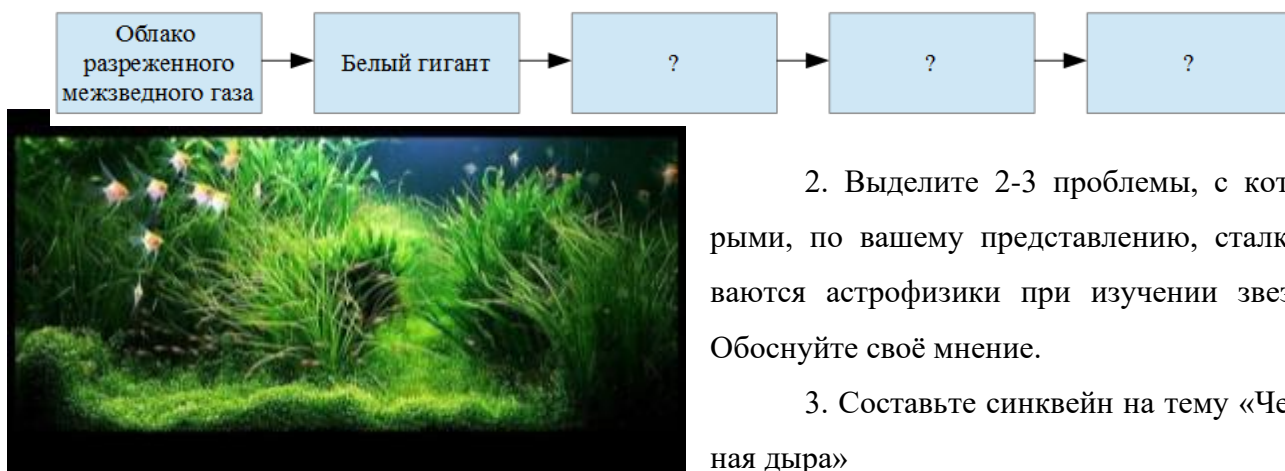 Облако
разреженного
межзведного газа
Белый гигант
?
?
?
2. Выделите 2-3 проблемы, с кот
рыми, по вашему представлению, сталк
ваются астрофизики при изучении звез
Обоснуйте своё мнение.
3. Составьте синквейн на тему «Че
ная дыра»